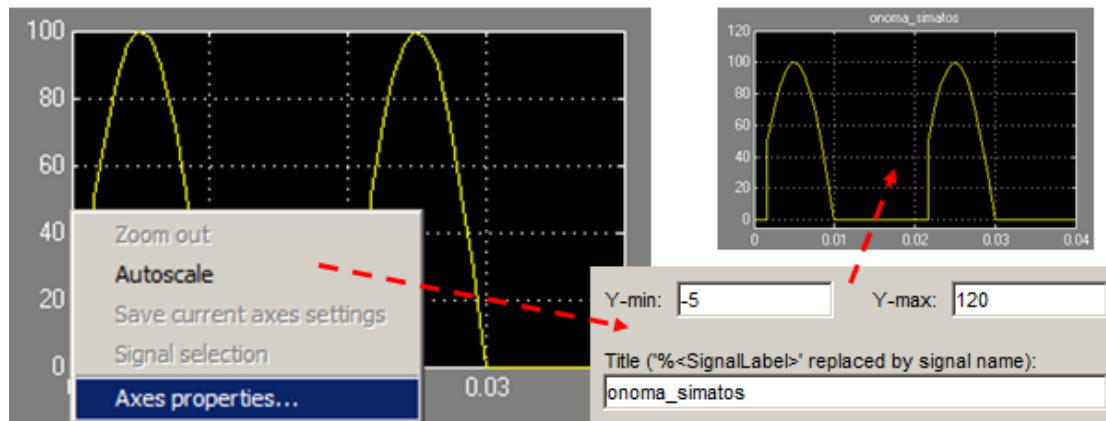 100
80
60
40
20
0
0.03
Zoom out
Autoscale
Save current axes settings
Signal selection
Axes properties...
onoma_simatos
120
100
80
60
40
20
0
0 0.01 0.02 0.03 0.04
Y-min: -5 Y-max: 120
Title ('%<SignalLabel>' replaced by signal name):
onoma_simatos